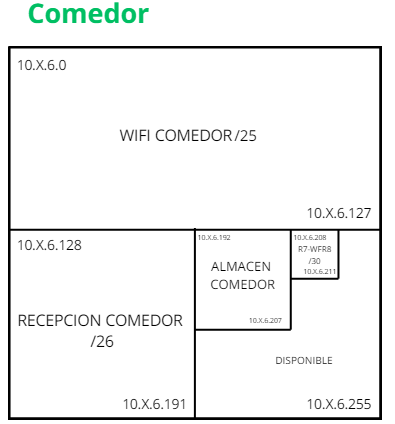 Comedor
10.X.6.0
WIFI COMEDOR/25
10.X.6.127
10.X.6.128
RECEPCION COMEDOR
/26
10.X.6.191
10.X.6.192
ALMACEN
COMEDOR
10.X.6.207
10.X.6.208
R7-WFR8
/30
10.X.6.211
DISPONIBLE
10.X.6.255